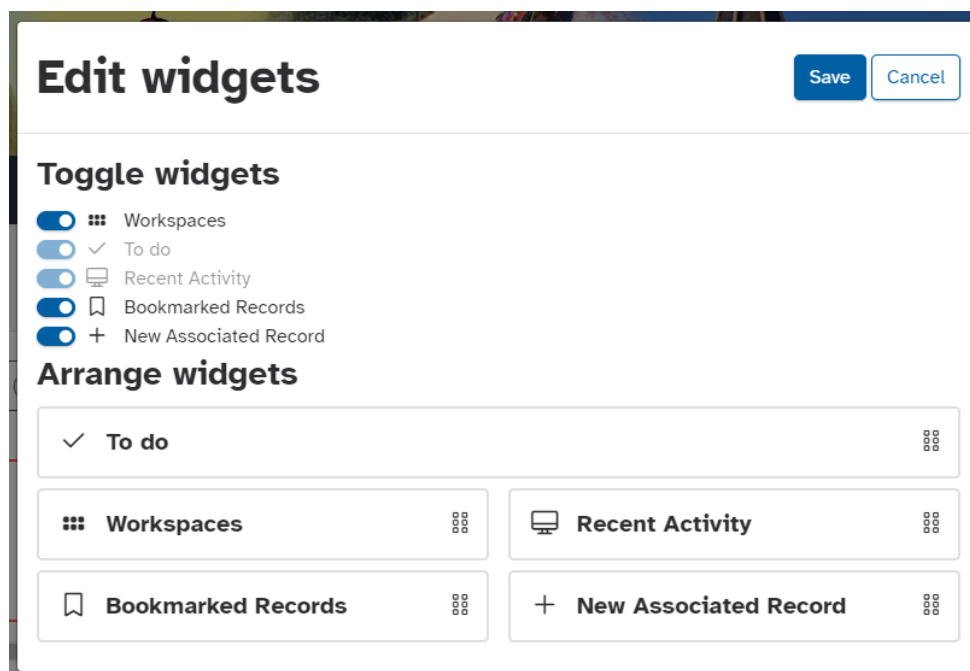 Edit widgets
Save
Cancel
Toggle widgets
Workspaces
To do
Recent Activity
Bookmarked Records
New Associated Record
Arrange widgets
To do
Workspaces
Recent Activity
Bookmarked Records
New Associated Record